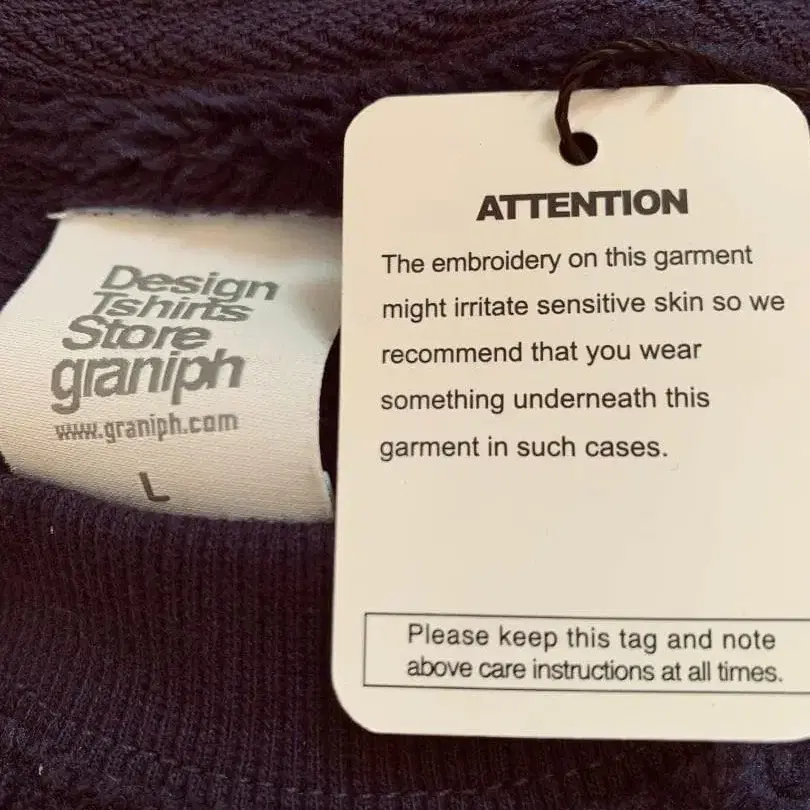 Design
Tshirts
Store
graniph
www.graniph.com
L
ATTENTION
The embroidery on this garment
might irritate sensitive skin so we
recommend that you wear
something underneath this
garment in such cases.
Please keep this tag and note
above care instructions at all times.